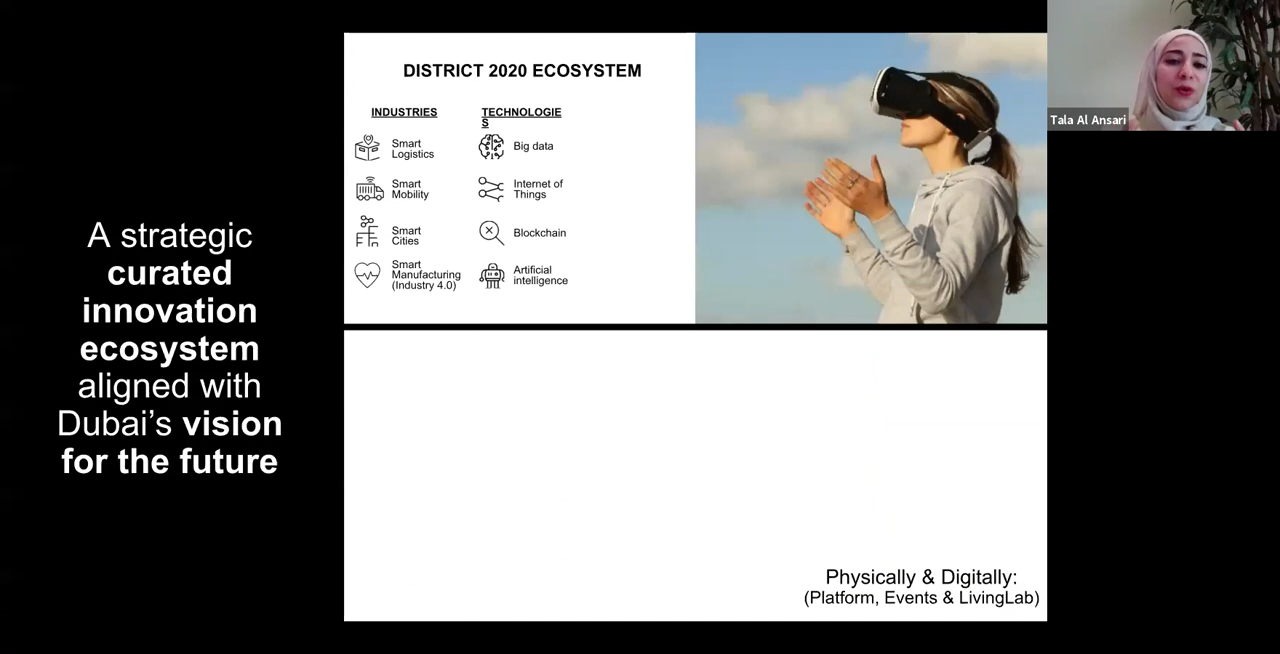 A strategic
curated
innovation
ecosystem
aligned with
Dubai’s vision
for the future
DISTRICT 2020 ECOSYSTEM
INDUSTRIES
Smart
Logistics
Smart
Mobility
Smart
Cities
Smart
Manufacturing
(Industry 4.0)
TECHNOLOGIE
S
Big data
Internet of
Things
Blockchain
Artificial
intelligence
Physically & Digitally:
(Platform, Events & LivingLab)
Tala Al Ansari